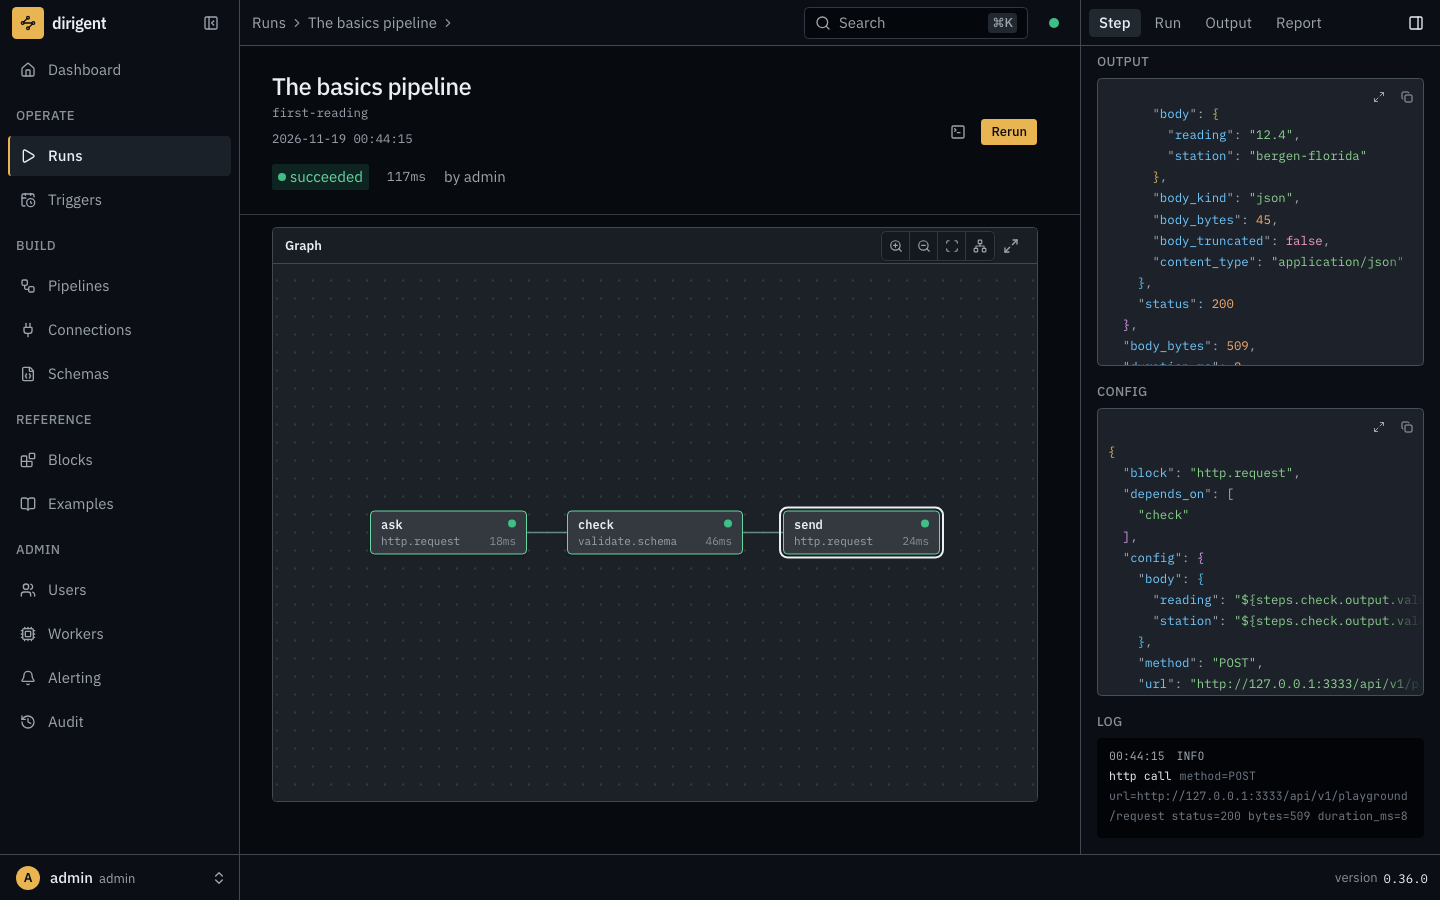 dirigent
Dashboard
OPERATE
Runs
Triggers
BUILD
Pipelines
Connections
Schemas
REFERENCE
Blocks
Examples
ADMIN
Users
Workers
Alerting
Audit
A admin admin
Runs > The basics pipeline >
Search ⌘K
The basics pipeline
first-reading
2026-11-19 00:44:15
Rerun
succeeded 117ms by admin
Graph
ask
http.request 18ms
check
validate.schema 46ms
send
http.request 24ms
Step Run Output Report
OUTPUT
"body": {
"reading": "12.4",
"station": "bergen-florida"
},
"body_kind": "json",
"body_bytes": 45,
"body_truncated": false,
"content_type": "application/json"
},
"status": 200
},
"body_bytes": 509,
CONFIG
{
"block": "http.request",
"depends_on": [
"check"
],
"config": {
"body": {
"reading": "${steps.check.output.val
"station": "${steps.check.output.val
},
"method": "POST",
"url": "http://127.0.0.1:3333/api/v1/p
LOG
00:44:15 INFO
http call method=POST
url=http://127.0.0.1:3333/api/v1/playground
/request status=200 bytes=509 duration_ms=8
version 0.36.0